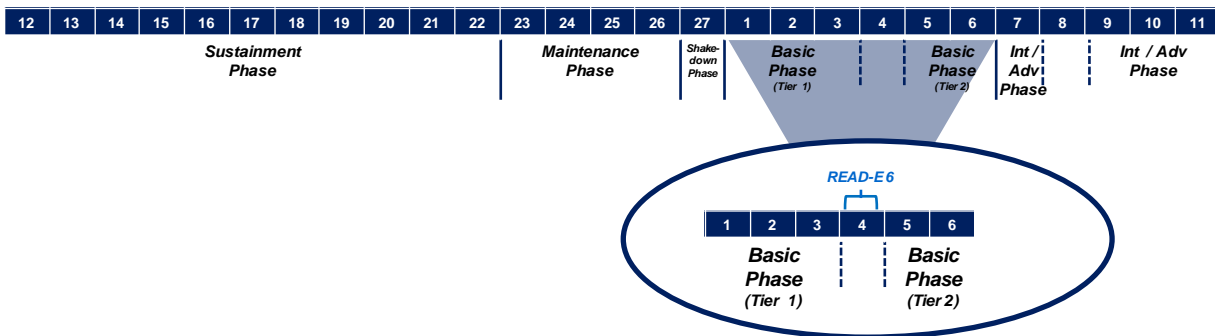 12 13 14 15 16 17 18 19 20 21 22 23 24 25 26 27 1 2 3 4 5 6 7 8 9 10 11
Sustainment
Phase
Maintenance
Phase
Shake-
down
Phase
Basic
Phase
(Tier 1)
Basic
Phase
(Tier 2)
Int /
Adv
Phase
Int / Adv
Phase
READ-E 6
1 2 3 4 5 6
Basic
Phase
(Tier 1)
Basic
Phase
(Tier 2)